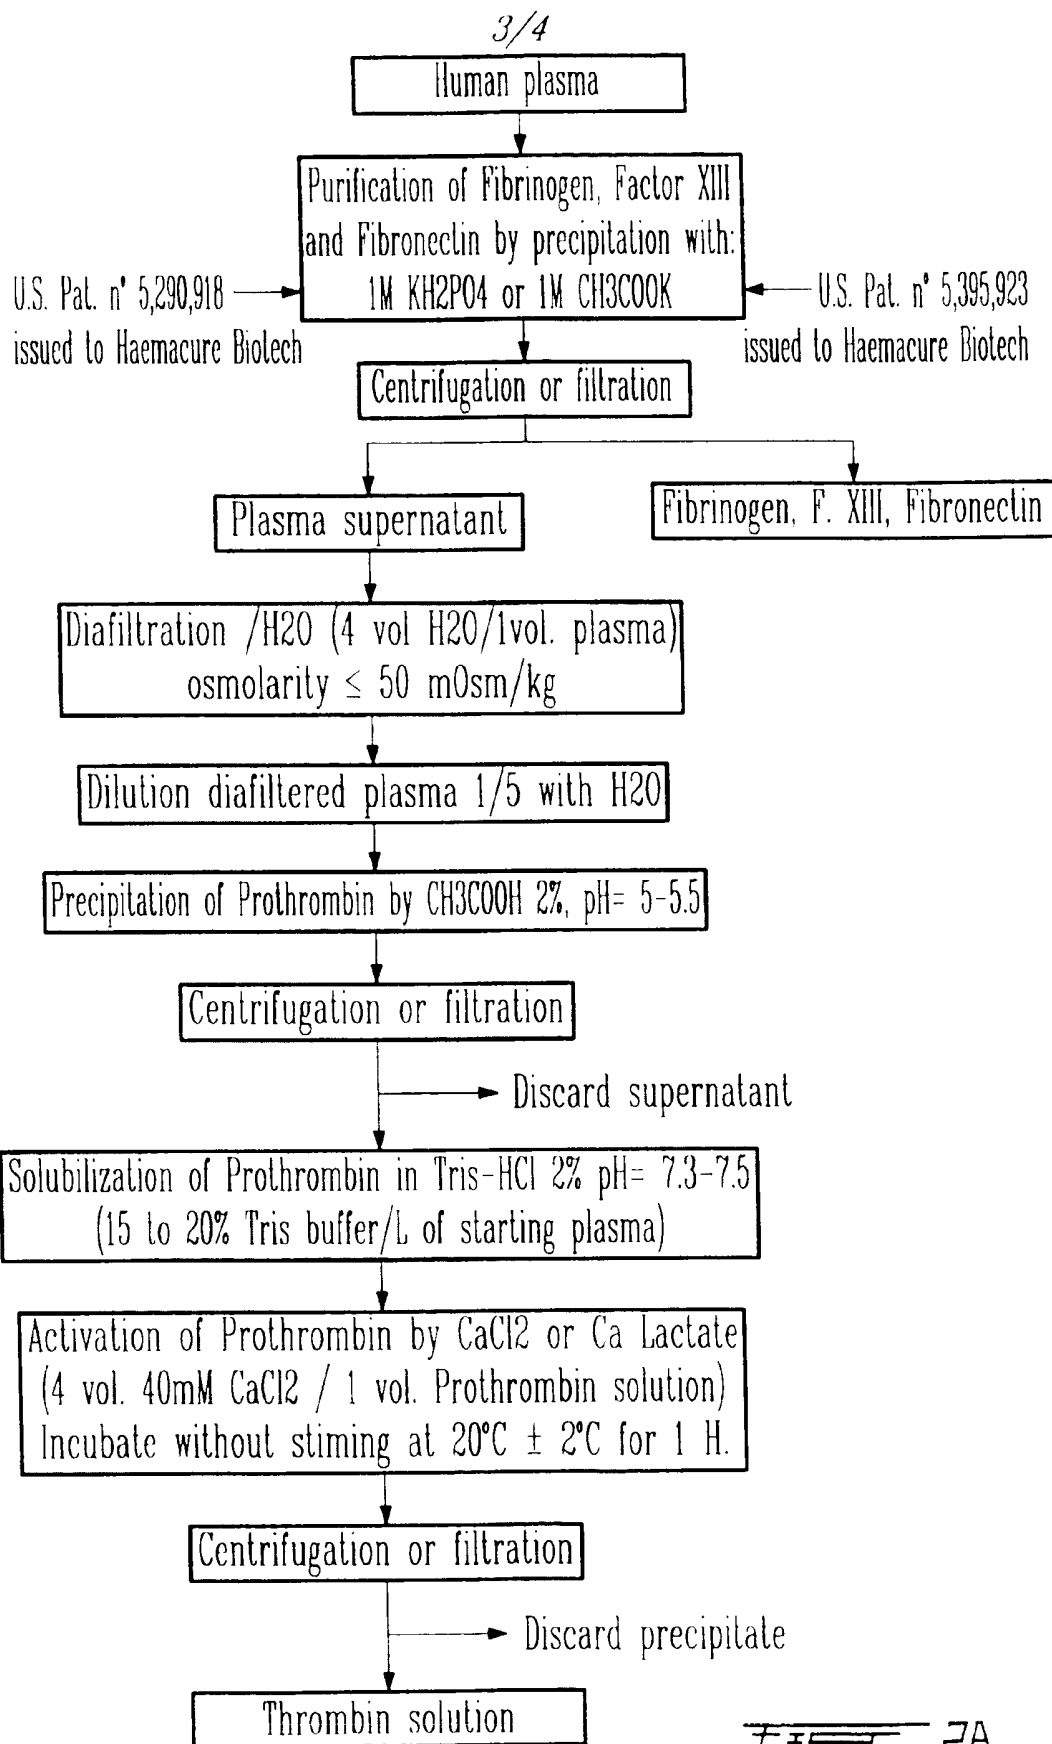 3/4
Human plasma
Purification of Fibrinogen, Factor XIII
and Fibronectin by precipitation with:
1M KH2PO4 or 1M CH3COOK
U.S. Pat. n° 5,290,918
issued to Haemacure Biotech
U.S. Pat. n° 5,395,923
issued to Haemacure Biotech
Centrifugation or filtration
Plasma supernatant
Fibrinogen, F. XIII, Fibronectin
Diafiltration /H2O (4 vol H2O/1vol. plasma)
osmolarity ≤ 50 mOsm/kg
Dilution diafiltered plasma 1/5 with H2O
Precipitation of Prothrombin by CH3COOH 2%, pH= 5-5.5
Centrifugation or filtration
Discard supernatant
Solubilization of Prothrombin in Tris-HCl 2% pH= 7.3-7.5
(15 to 20% Tris buffer/L of starting plasma)
Activation of Prothrombin by CaCl2 or Ca Lactate
(4 vol. 40mM CaCl2 / 1 vol. Prothrombin solution)
Incubate without stiming at 20°C ± 2°C for 1 H.
Centrifugation or filtration
Discard precipitate
Thrombin solution